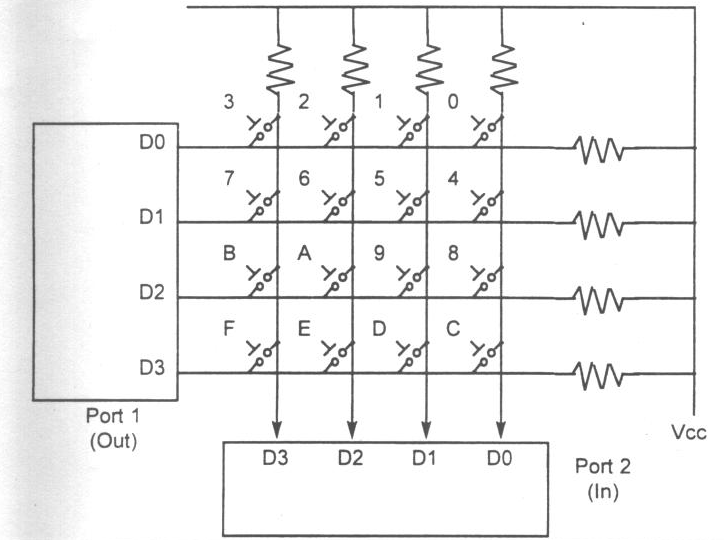 3 2 1 0
D0
7 6 5 4
D1
B A 9 8
D2
F E D C
D3
Port 1
(Out)
Vcc
D3 D2 D1 D0
Port 2
(In)